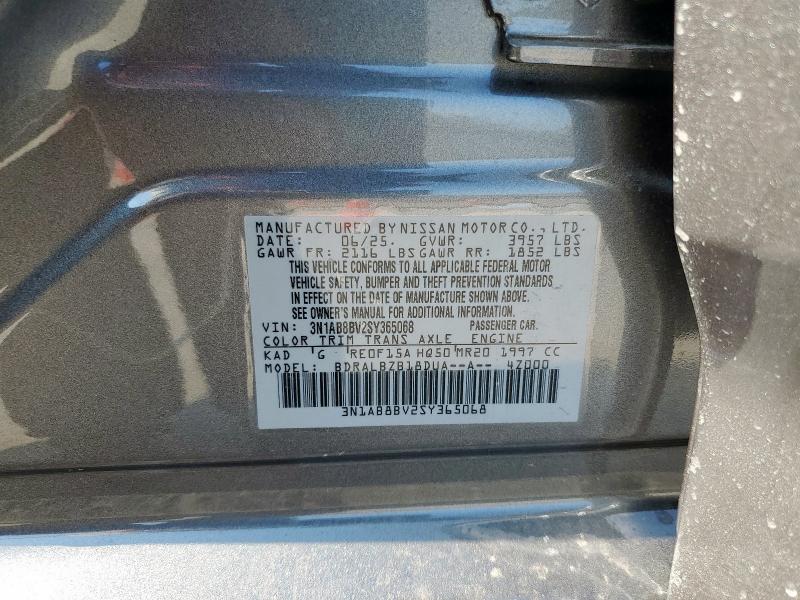 MANUFACTURED BY NISSAN MOTOR CO., LTD.
DATE: 06/25. GVWR: 3957 LBS
GAWR FR: 2116 LBS GAWR RR: 1852 LBS
THIS VEHICLE CONFORMS TO ALL APPLICABLE FEDERAL MOTOR
VEHICLE SAFETY, BUMPER AND THEFT PREVENTION STANDARDS
IN EFFECT ON THE DATE OF MANUFACTURE SHOWN ABOVE.
SEE OWNER'S MANUAL FOR ADDITIONAL INFORMATION.
VIN: 3N1AB8BV2SY365068 PASSENGER CAR.
COLOR TRIM TRANS AXLE ENGINE
KAD 'G RE0F15A HQ50 MR20 1997 CC
MODEL: BDRALBZB18DUA--A-- 4Z000
3N1AB8BV2SY365068